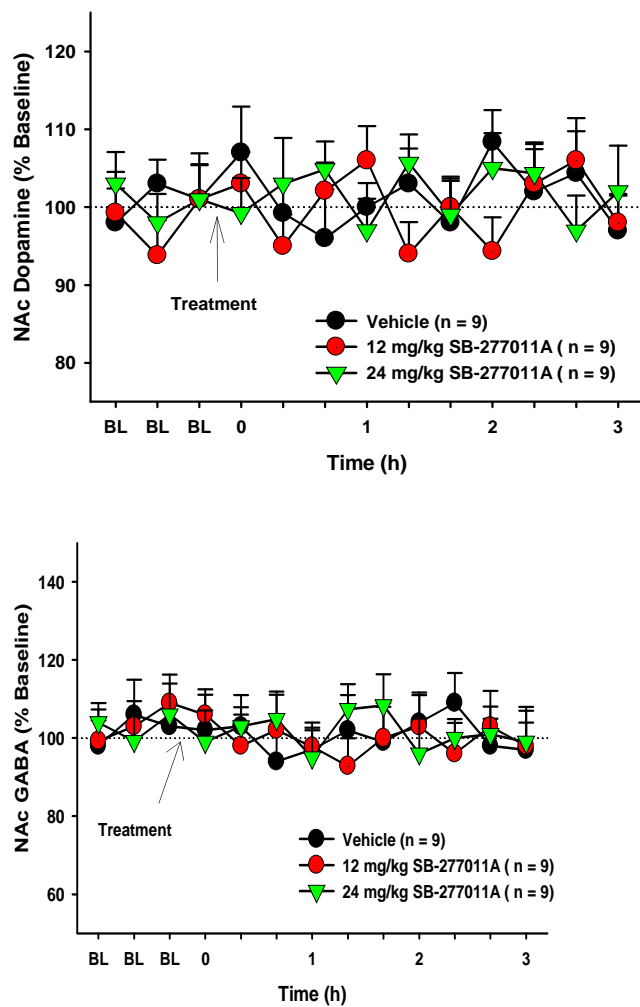 120
110
100
90
80
NAc Dopamine (% Baseline)
Treatment
Vehicle (n = 9)
12 mg/kg SB-277011A ( n = 9)
24 mg/kg SB-277011A ( n = 9)
BL BL BL 0 1 2 3
Time (h)
140
120
100
80
60
NAc GABA (% Baseline)
Treatment
Vehicle (n = 9)
12 mg/kg SB-277011A ( n = 9)
24 mg/kg SB-277011A ( n = 9)
BL BL BL 0 1 2 3
Time (h)